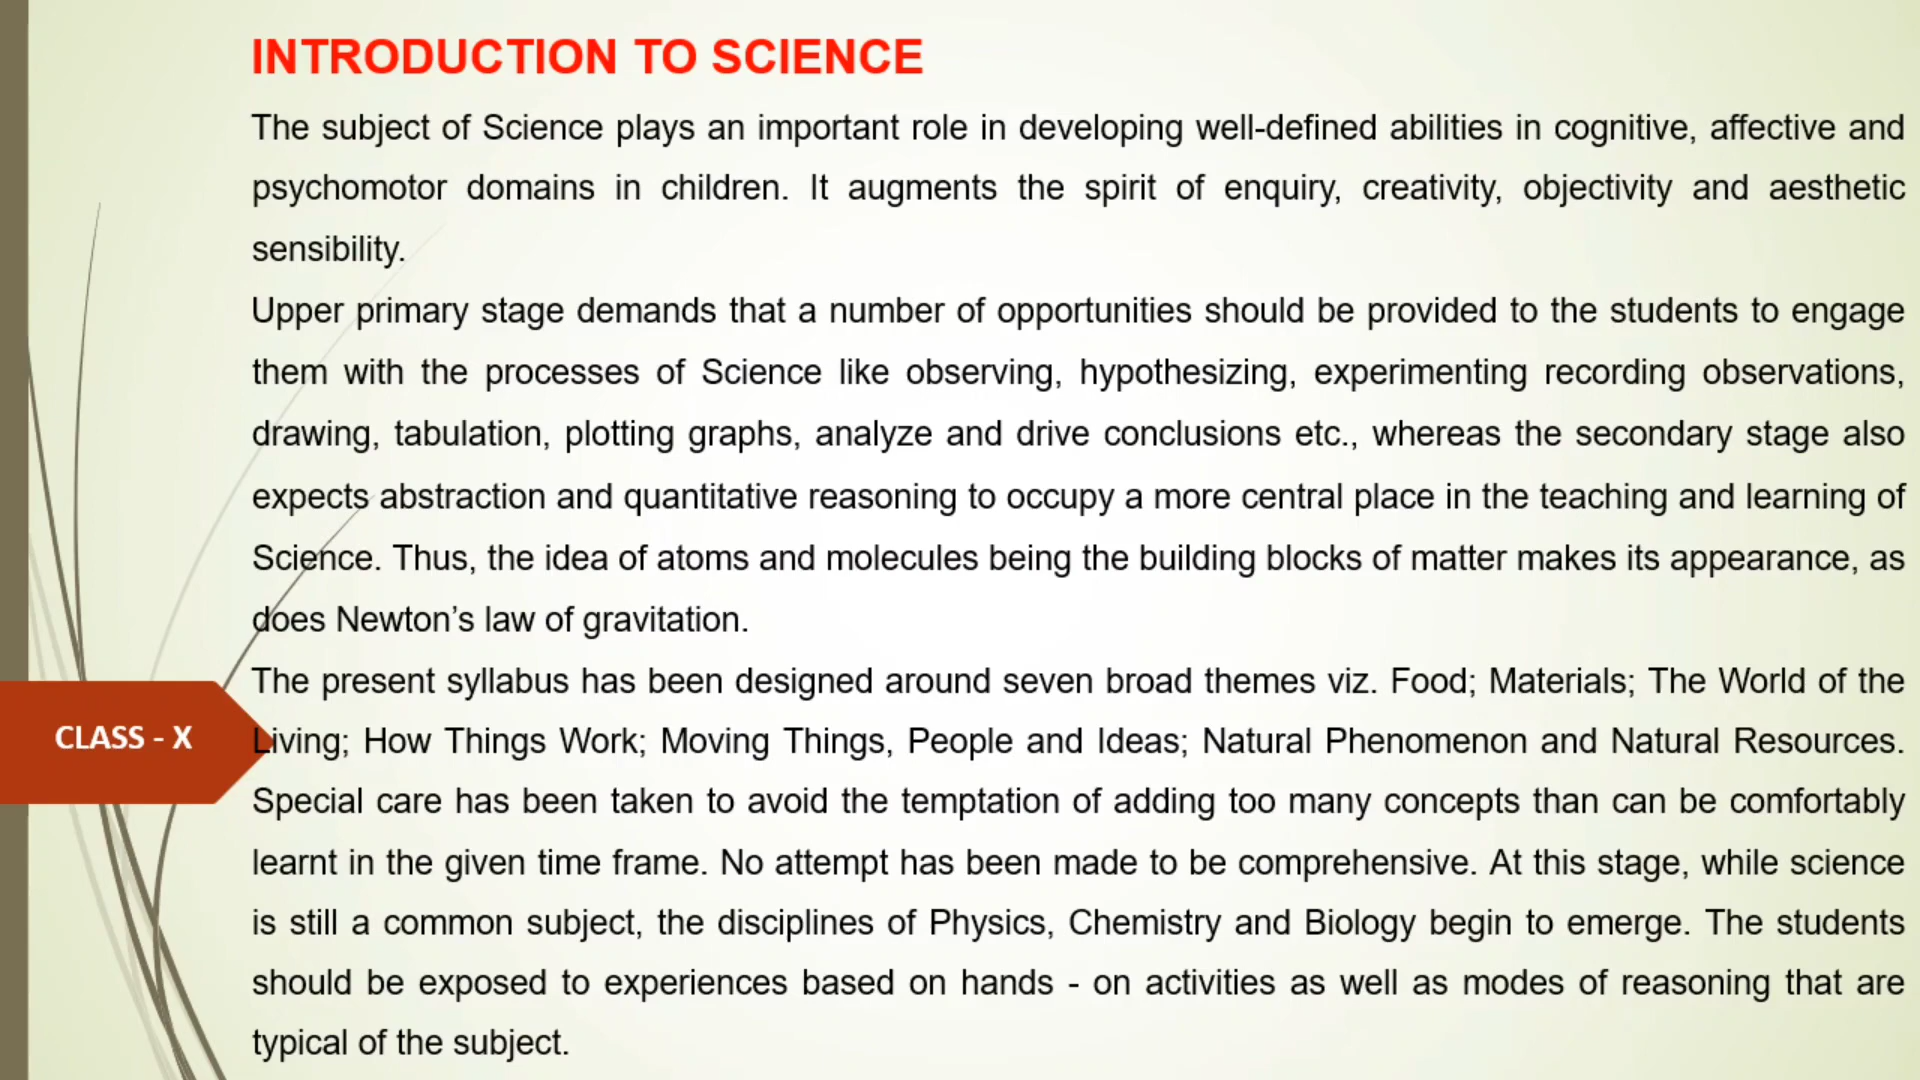 INTRODUCTION TO SCIENCE
The subject of Science plays an important role in developing well-defined abilities in cognitive, affective and
psychomotor domains in children. It augments the spirit of enquiry, creativity, objectivity and aesthetic
sensibility.
Upper primary stage demands that a number of opportunities should be provided to the students to engage
them with the processes of Science like observing, hypothesizing, experimenting recording observations,
drawing, tabulation, plotting graphs, analyze and drive conclusions etc., whereas the secondary stage also
expects abstraction and quantitative reasoning to occupy a more central place in the teaching and learning of
Science. Thus, the idea of atoms and molecules being the building blocks of matter makes its appearance, as
does Newton’s law of gravitation.
The present syllabus has been designed around seven broad themes viz. Food; Materials; The World of the
Living; How Things Work; Moving Things, People and Ideas; Natural Phenomenon and Natural Resources.
Special care has been taken to avoid the temptation of adding too many concepts than can be comfortably
learnt in the given time frame. No attempt has been made to be comprehensive. At this stage, while science
is still a common subject, the disciplines of Physics, Chemistry and Biology begin to emerge. The students
should be exposed to experiences based on hands - on activities as well as modes of reasoning that are
typical of the subject.
CLASS - X